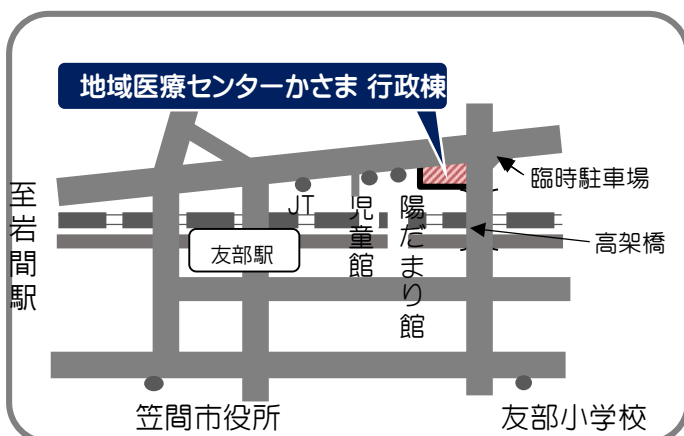 地域医療センターかさま 行政棟
臨時駐車場
至岩間駅
JT
児童館
陽だまり館
高架橋
友部駅
笠間市役所
友部小学校